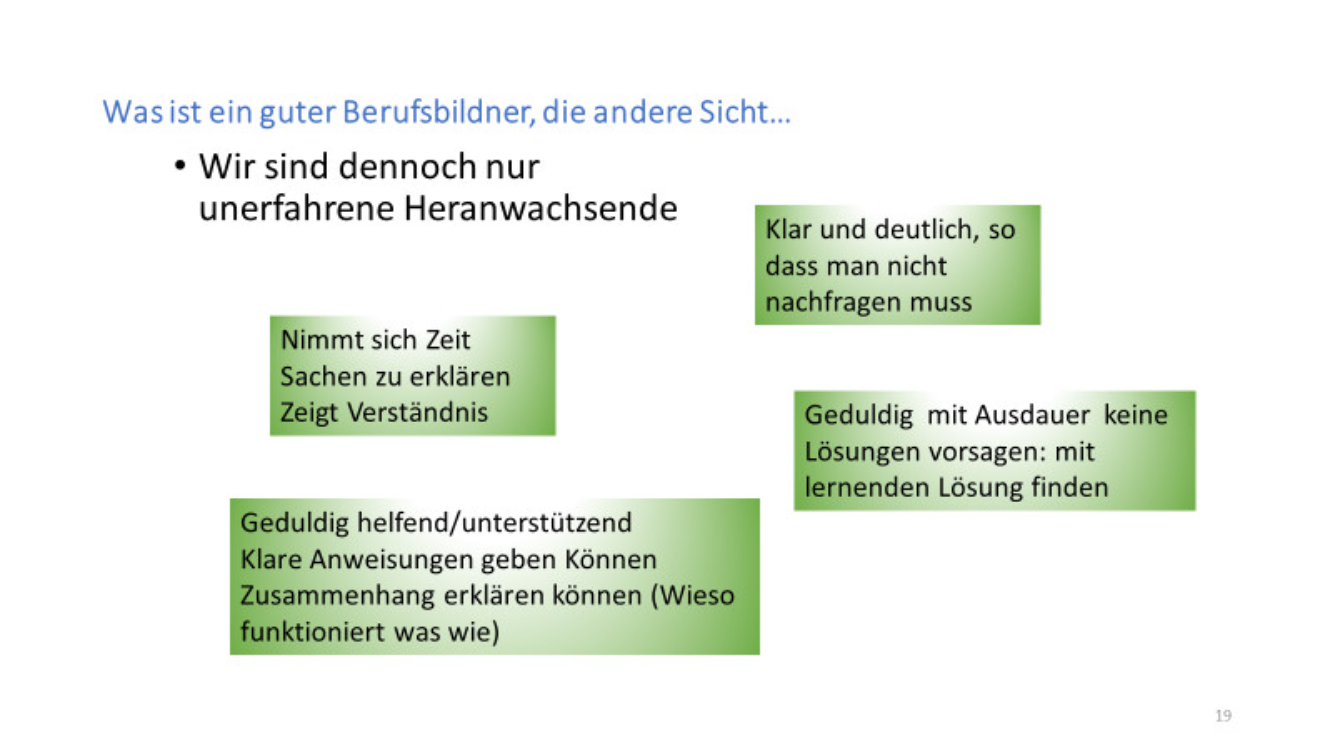 Was ist ein guter Berufsbildner, die andere Sicht...
• Wir sind dennoch nur
unerfahrene Heranwachsende
Klar und deutlich, so
dass man nicht
nachfragen muss
Nimmt sich Zeit
Sachen zu erklären
Zeigt Verständnis
Geduldig mit Ausdauer keine
Lösungen vorsagen: mit
lernenden Lösung finden
Geduldig helfend/unterstützend
Klare Anweisungen geben Können
Zusammenhang erklären können (Wieso
funktioniert was wie)
19